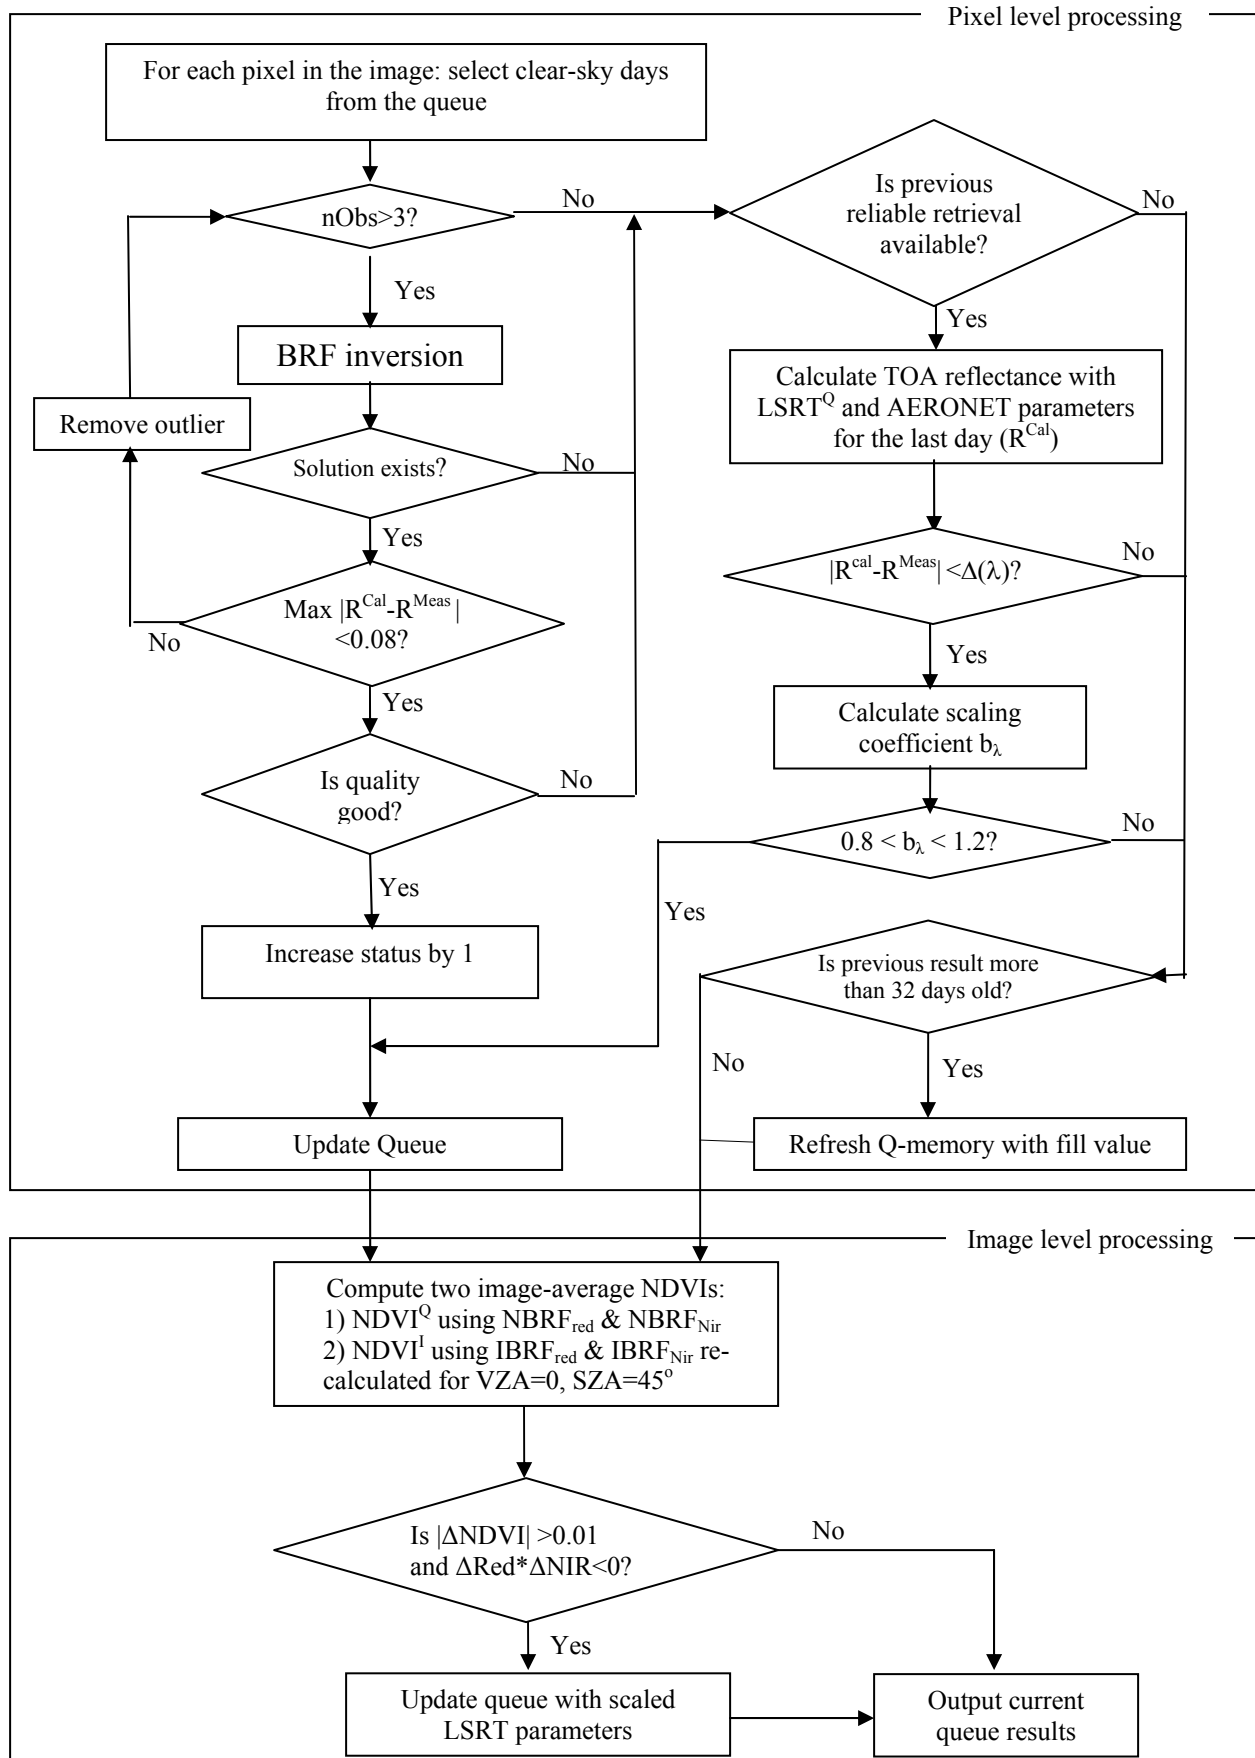 Pixel level processing
For each pixel in the image: select clear-sky days
from the queue
nObs>3?
No
Yes
BRF inversion
Remove outlier
Solution exists?
No
Yes
Max |R^Cal-R^Meas |
<0.08?
No
Yes
Is quality
good?
No
Yes
Increase status by 1
Update Queue
Is previous
reliable retrieval
available?
No
Yes
Calculate TOA reflectance with
LSRT^Q and AERONET parameters
for the last day (R^Cal)
|R^cal-R^Meas| <Δ(λ)?
No
Yes
Calculate scaling
coefficient b_λ
0.8 < b_λ < 1.2?
No
Yes
Is previous result more
than 32 days old?
No
Yes
Refresh Q-memory with fill value
Image level processing
Compute two image-average NDVIs:
1) NDVI^Q using NBRF_red & NBRF_Nir
2) NDVI^I using IBRF_red & IBRF_Nir re-
calculated for VZA=0, SZA=45^o
Is |ΔNDVI| >0.01
and ΔRed*ΔNIR<0?
No
Yes
Update queue with scaled
LSRT parameters
Output current
queue results